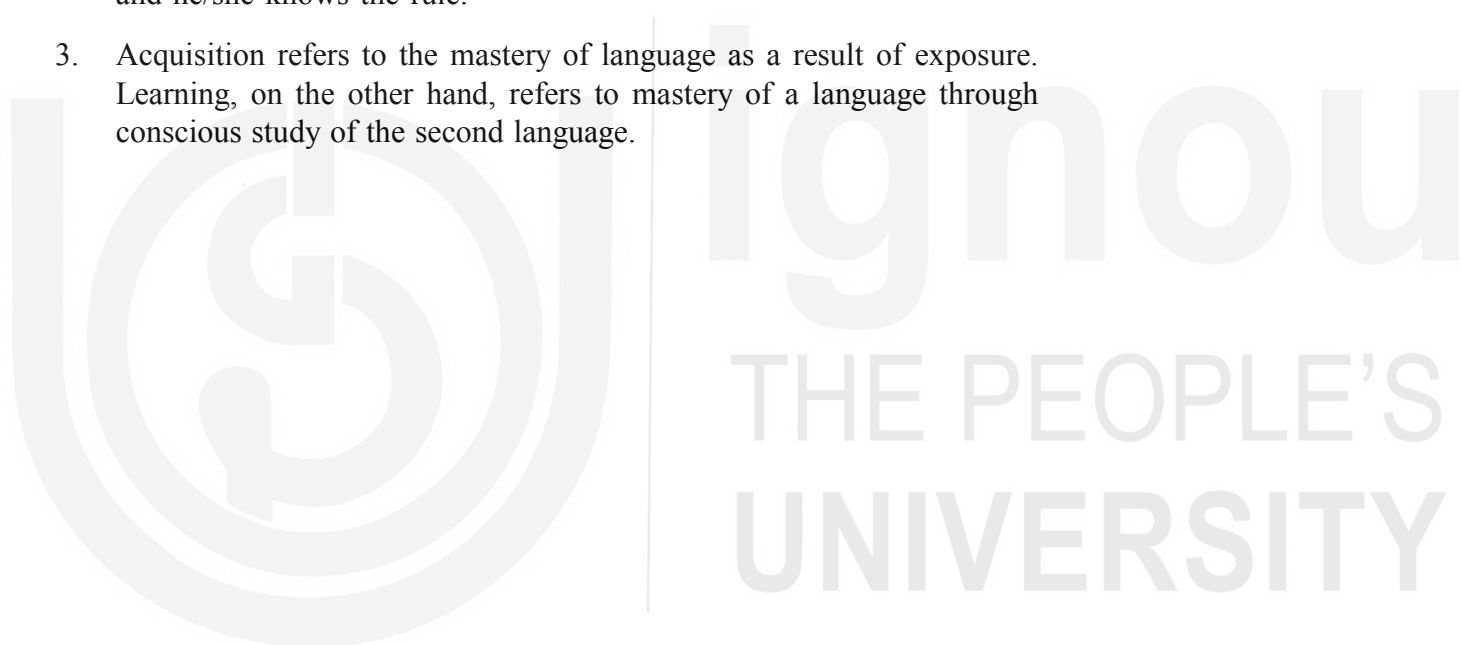 and he/she knows the rule.
3. Acquisition refers to the mastery of language as a result of exposure.
Learning, on the other hand, refers to mastery of a language through
conscious study of the second language.
ignou
THE PEOPLE'S
UNIVERSITY